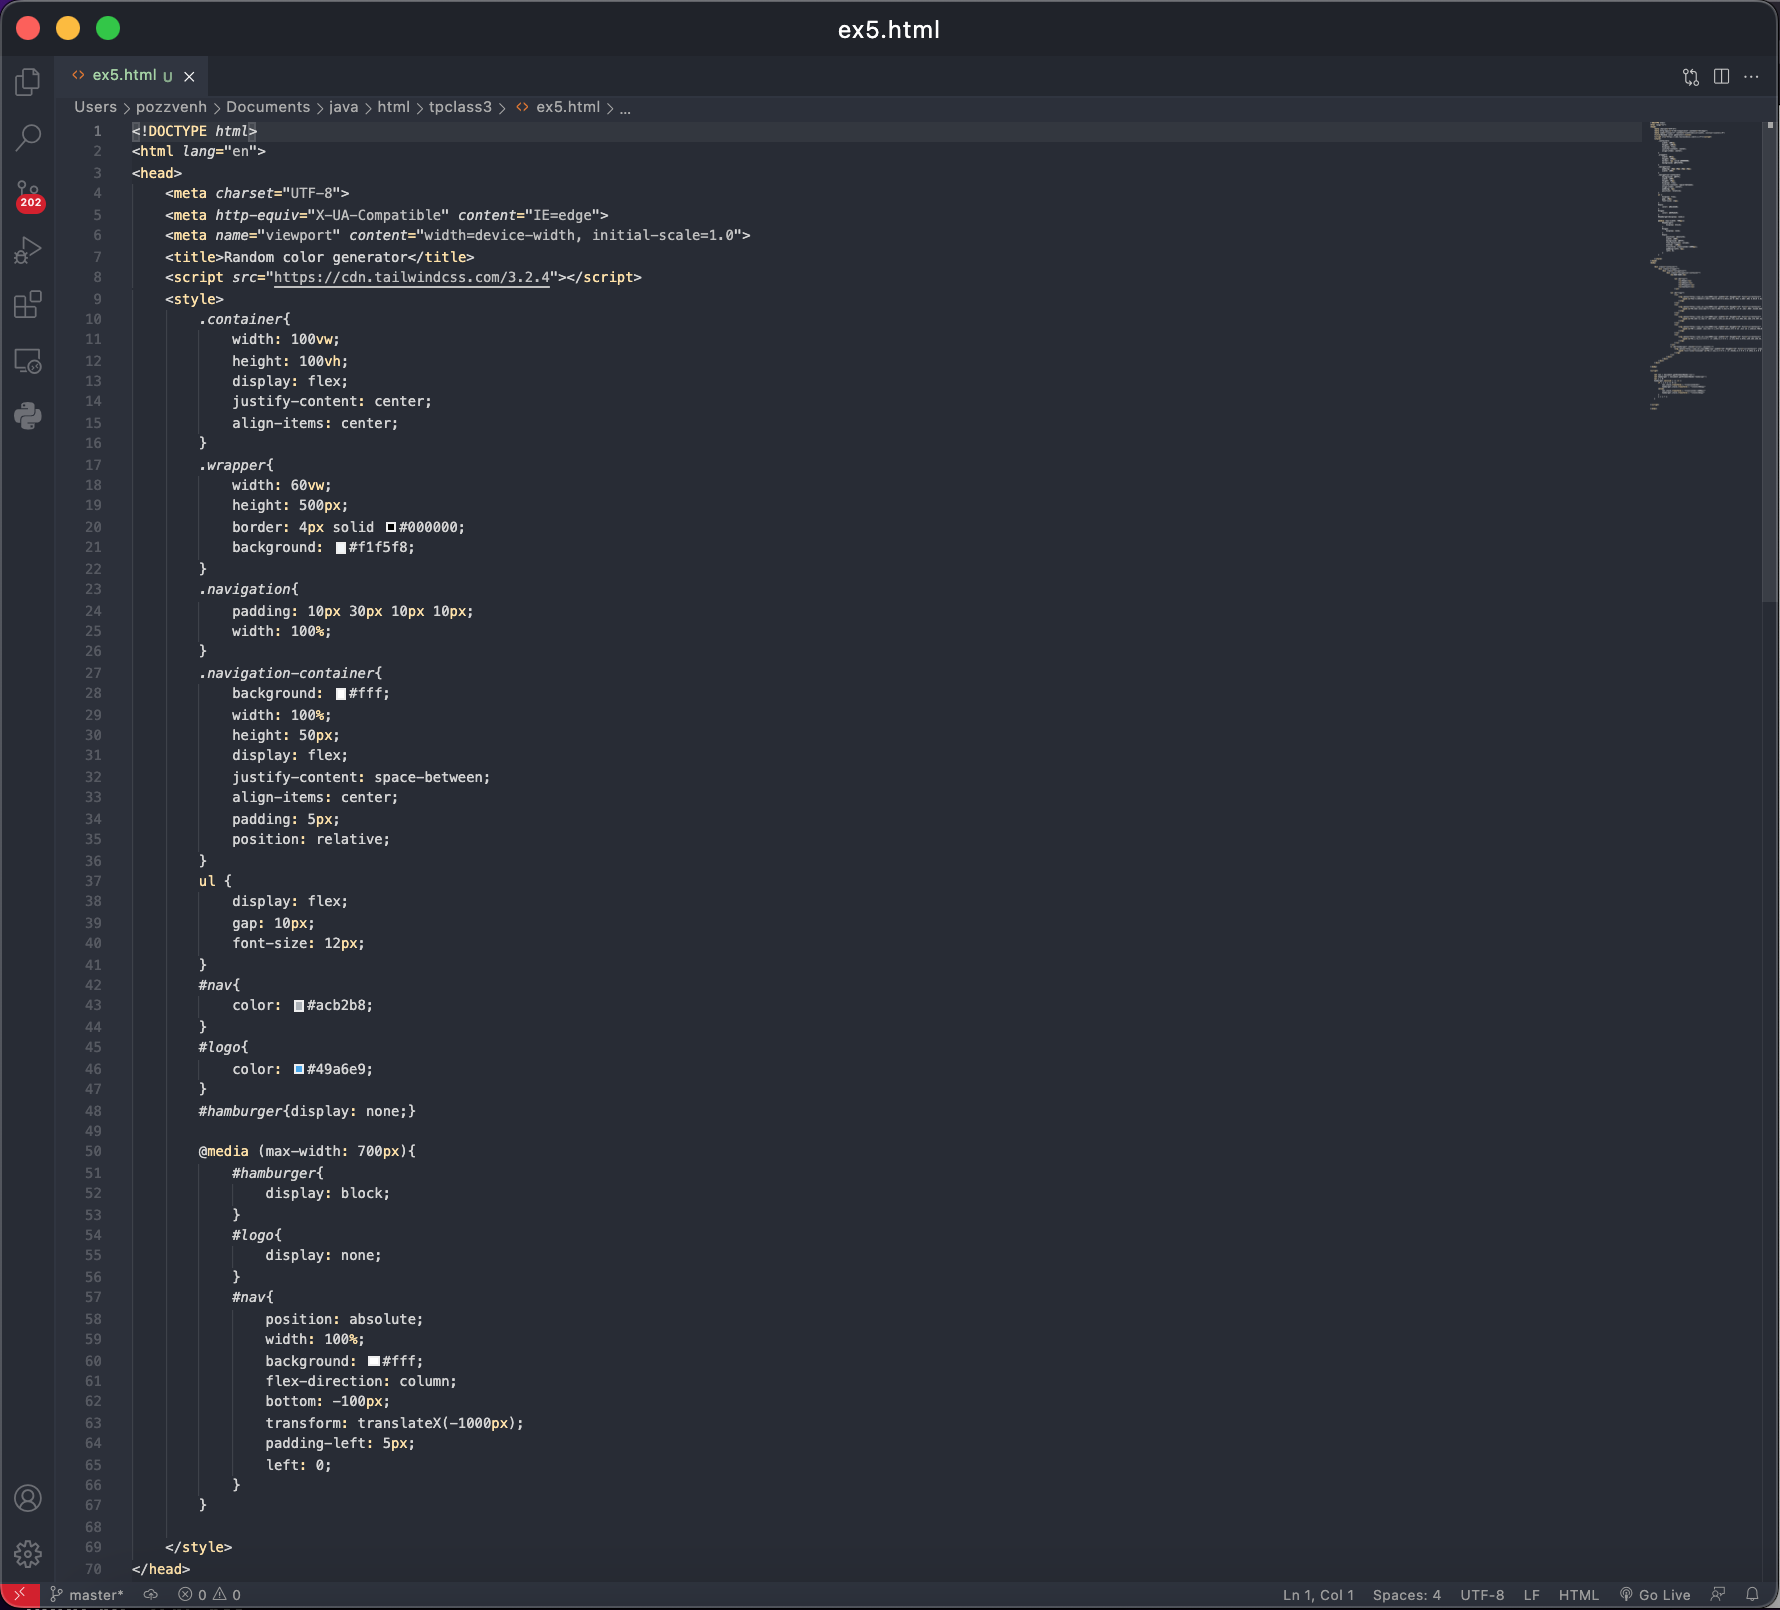 ex5.html
ex5.html U
Users > pozzvenh > Documents > java > html > tpclass3 > ex5.html > ...
1 <!DOCTYPE html>
2 <html lang="en">
3 <head>
4 <meta charset="UTF-8">
202
5 <meta http-equiv="X-UA-Compatible" content="IE=edge">
6 <meta name="viewport" content="width=device-width, initial-scale=1.0">
7 <title>Random color generator</title>
8 <script src="https://cdn.tailwindcss.com/3.2.4"></script>
9 <style>
10 .container{
11 width: 100vw;
12 height: 100vh;
13 display: flex;
14 justify-content: center;
15 align-items: center;
16 }
17 .wrapper{
18 width: 60vw;
19 height: 500px;
20 border: 4px solid #000000;
21 background: #f1f5f8;
22 }
23 .navigation{
24 padding: 10px 30px 10px 10px;
25 width: 100%;
26 }
27 .navigation-container{
28 background: #fff;
29 width: 100%;
30 height: 50px;
31 display: flex;
32 justify-content: space-between;
33 align-items: center;
34 padding: 5px;
35 position: relative;
36 }
37 ul {
38 display: flex;
39 gap: 10px;
40 font-size: 12px;
41 }
42 #nav{
43 color: #acb2b8;
44 }
45 #logo{
46 color: #49a6e9;
47 }
48 #hamburger{display: none;}
49
50 @media (max-width: 700px){
51 #hamburger{
52 display: block;
53 }
54 #logo{
55 display: none;
56 }
57 #nav{
58 position: absolute;
59 width: 100%;
60 background: #fff;
61 flex-direction: column;
62 bottom: -100px;
63 transform: translateX(-1000px);
64 padding-left: 5px;
65 left: 0;
66 }
67 }
68
69 </style>
70 </head>
master* 0 0 Ln 1, Col 1 Spaces: 4 UTF-8 LF HTML Go Live